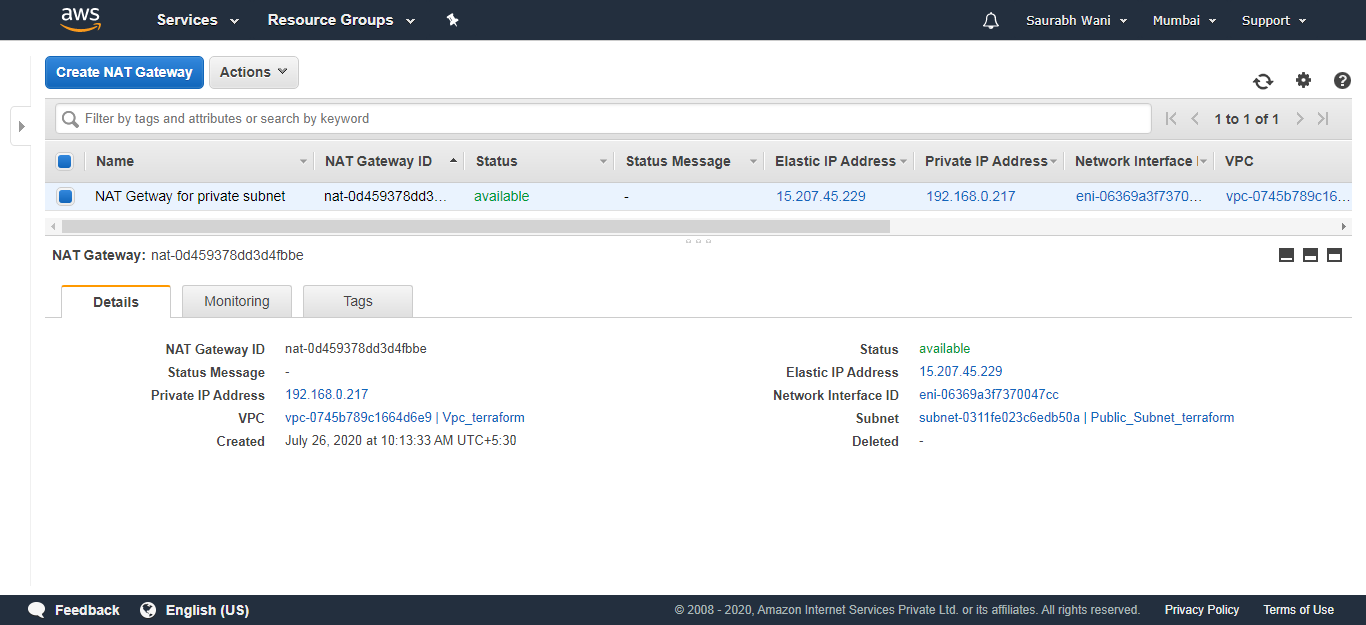 aws Services Resource Groups Saurabh Wani Mumbai Support
Create NAT Gateway Actions
Filter by tags and attributes or search by keyword 1 to 1 of 1
Name NAT Gateway ID Status Status Message Elastic IP Address Private IP Address Network Interface VPC
NAT Getway for private subnet nat-0d459378dd3... available - 15.207.45.229 192.168.0.217 eni-06369a3f7370... vpc-0745b789c16...
NAT Gateway: nat-0d459378dd3d4fbbe
Details Monitoring Tags
NAT Gateway ID nat-0d459378dd3d4fbbe Status available
Status Message - Elastic IP Address 15.207.45.229
Private IP Address 192.168.0.217 Network Interface ID eni-06369a3f7370047cc
VPC vpc-0745b789c1664d6e9 | Vpc_terraform Subnet subnet-0311fe023c6edb50a | Public_Subnet_terraform
Created July 26, 2020 at 10:13:33 AM UTC+5:30 Deleted -
Feedback English (US) © 2008 - 2020, Amazon Internet Services Private Ltd. or its affiliates. All rights reserved. Privacy Policy Terms of Use